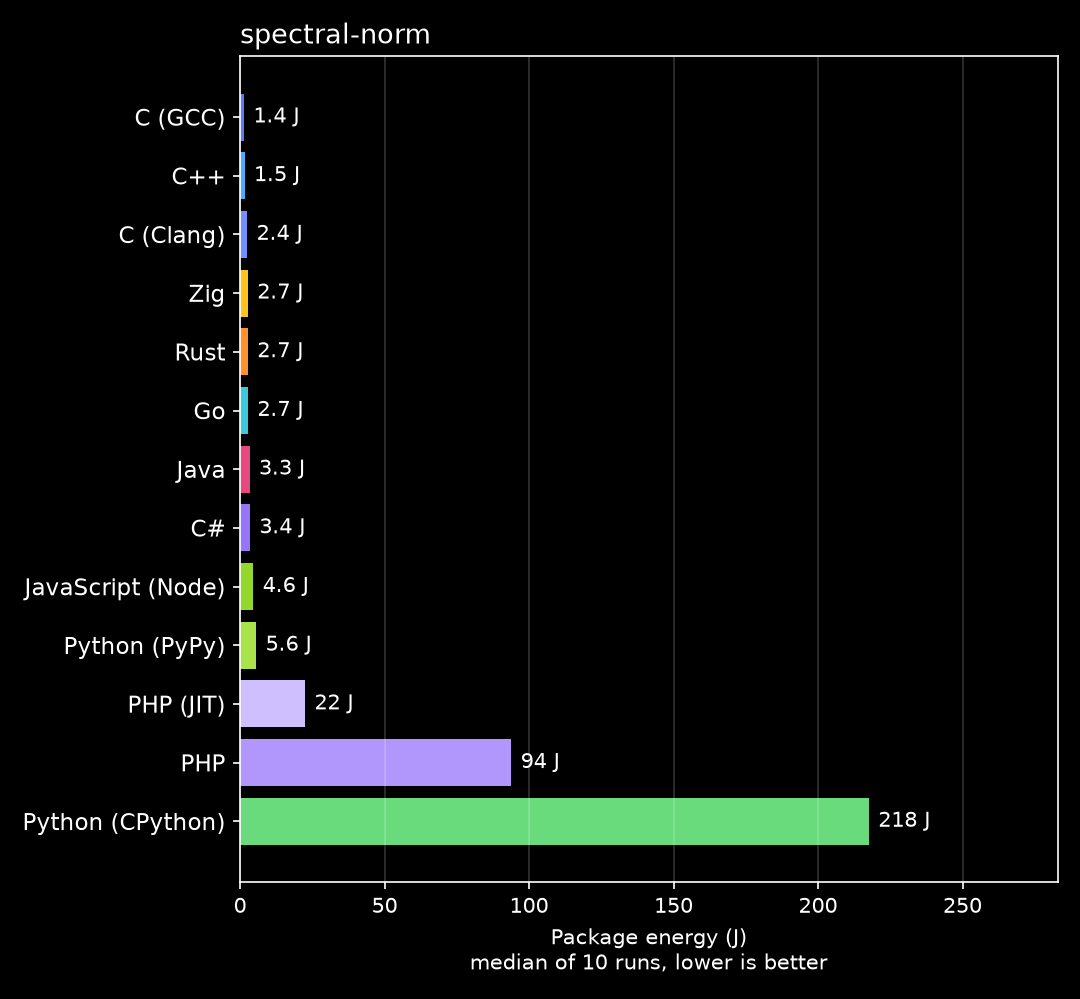 spectral-norm
C (GCC) 1.4 J
C++ 1.5 J
C (Clang) 2.4 J
Zig 2.7 J
Rust 2.7 J
Go 2.7 J
Java 3.3 J
C# 3.4 J
JavaScript (Node) 4.6 J
Python (PyPy) 5.6 J
PHP (JIT) 22 J
PHP 94 J
Python (CPython) 218 J
0 50 100 150 200 250
Package energy (J)
median of 10 runs, lower is better